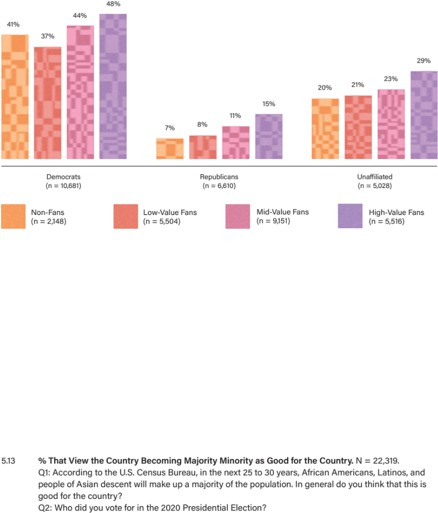 48%
44%
41%
37%
29%
23%
21%
20%
15%
11%
8%
7%
Democrats
(n = 10,681)
Republicans
(n = 6,610)
Unaffiliated
(n = 5,028)
Non-Fans
(n = 2,148)
Low-Value Fans
(n = 5,504)
Mid-Value Fans
(n = 9,151)
High-Value Fans
(n = 5,516)
5.13 % That View the Country Becoming Majority Minority as Good for the Country. N = 22,319.
Q1: According to the U.S. Census Bureau, in the next 25 to 30 years, African Americans, Latinos, and
people of Asian descent will make up a majority of the population. In general do you think that this is
good for the country?
Q2: Who did you vote for in the 2020 Presidential Election?